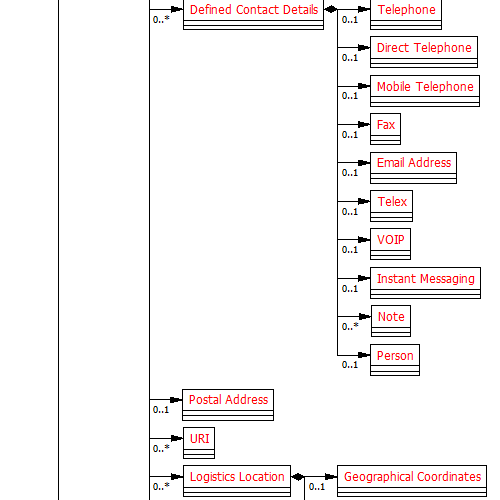 Defined Contact Details
0..*
Telephone
0..1
Direct Telephone
0..1
Mobile Telephone
0..1
Fax
0..1
Email Address
0..1
Telex
0..1
VOIP
0..1
Instant Messaging
0..1
Note
0..*
Person
0..1
Postal Address
0..1
URI
0..*
Logistics Location
0..*
Geographical Coordinates
0..1